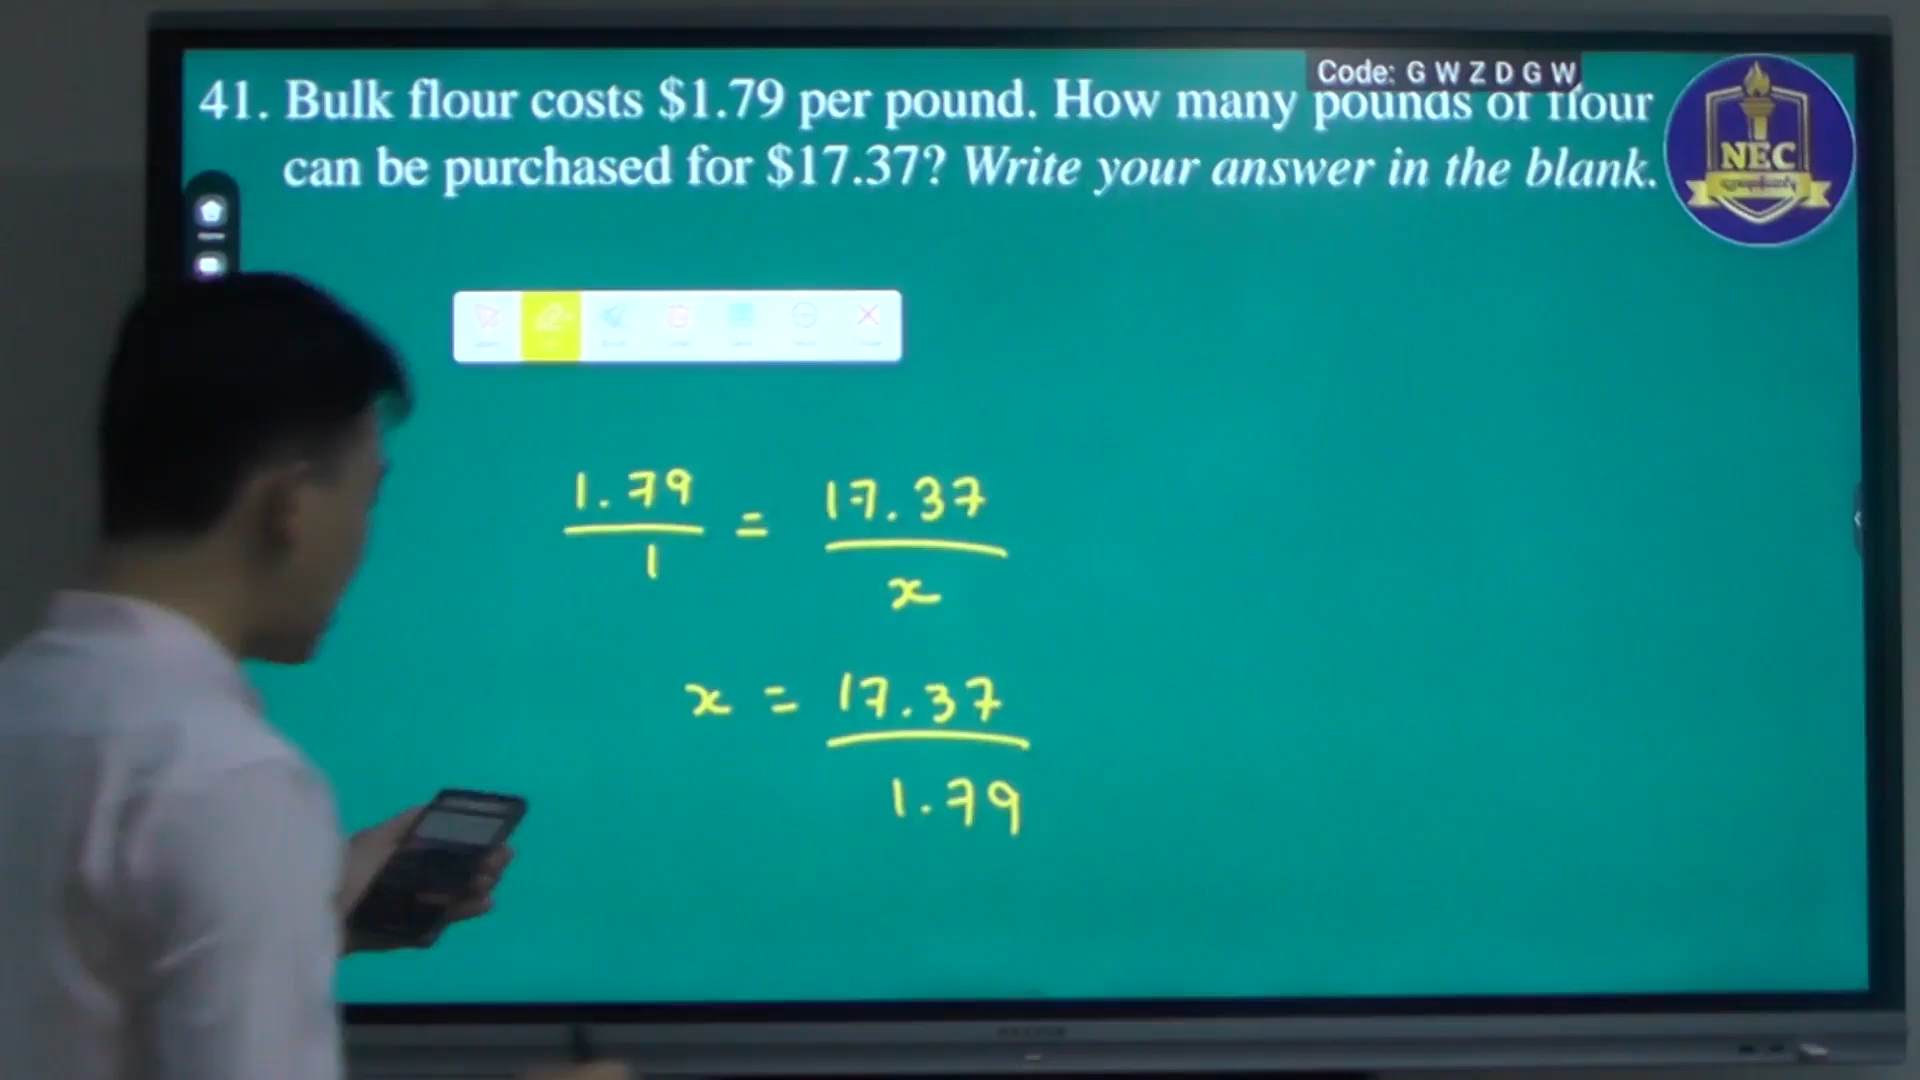 Code: G W Z D G W
41. Bulk flour costs $1.79 per pound. How many pounds of flour
can be purchased for $17.37? Write your answer in the blank.
NEC
1.79/1 = 17.37/x
x = 17.37/1.79